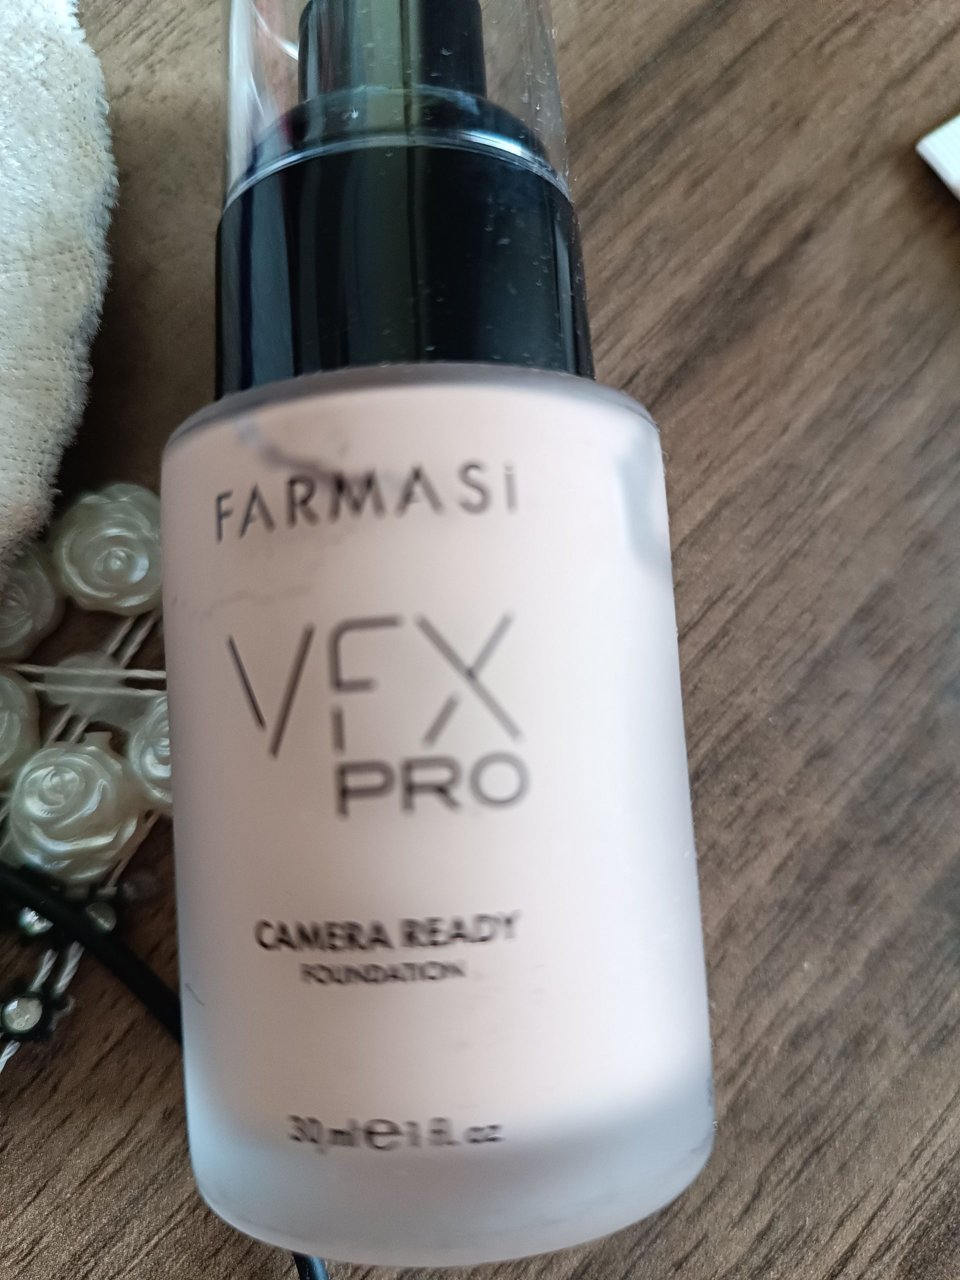 FARMASi
VFX
PRO
CAMERA READY
FOUNDATION
30 ml e 1 fl. oz